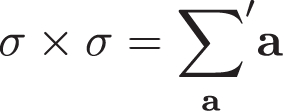 σ × σ = ∑′ₐ 𝐚